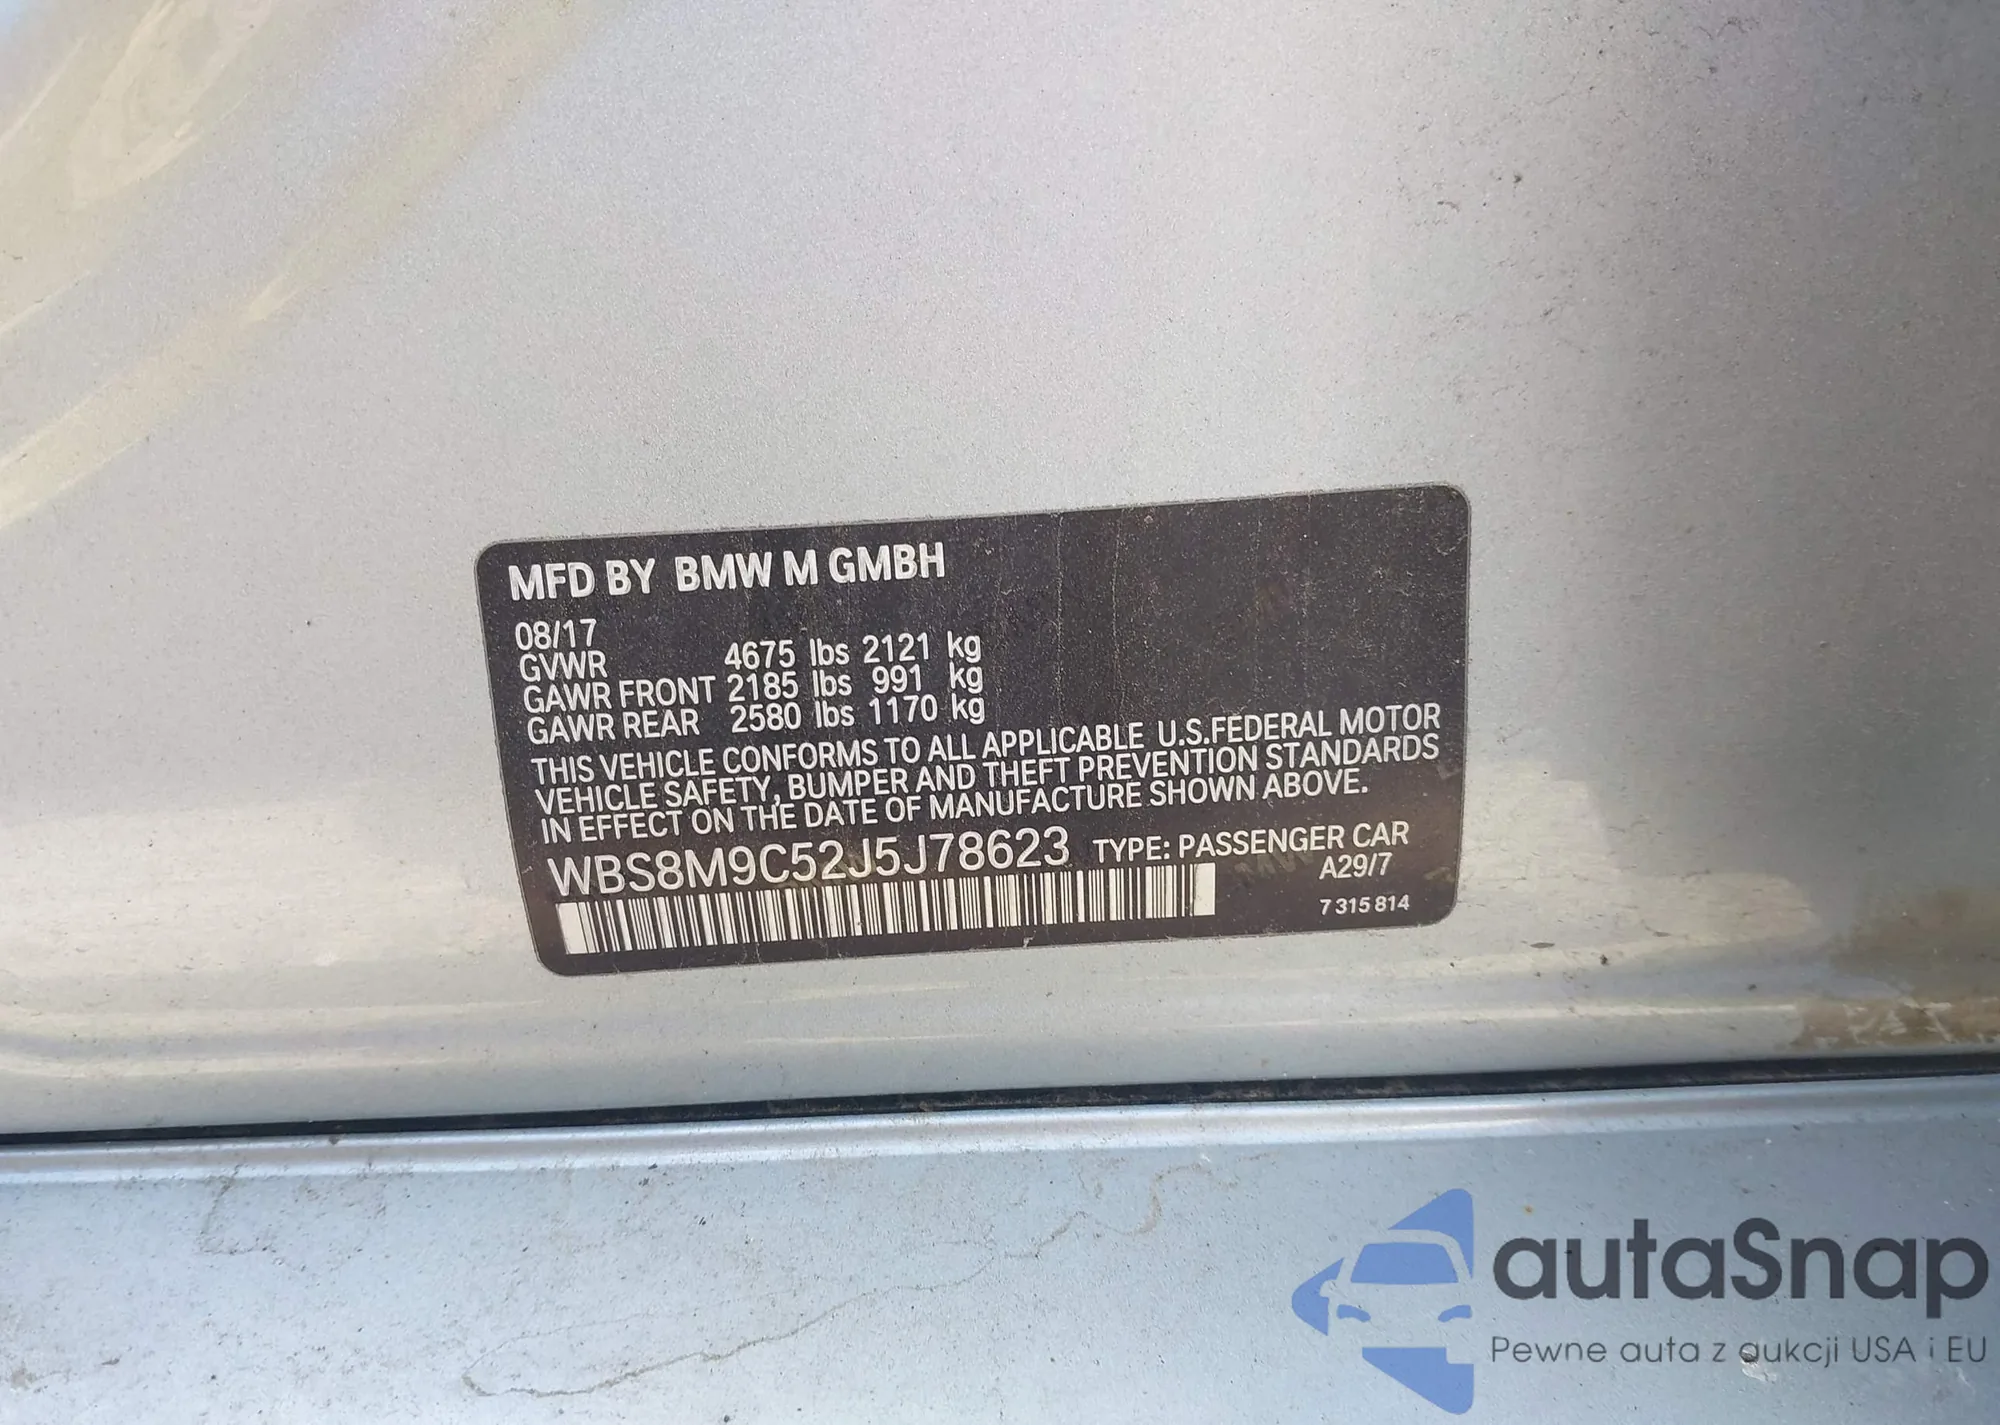 MFD BY BMW M GMBH
08/17
GVWR 4675 lbs 2121 kg
GAWR FRONT 2185 lbs 991 kg
GAWR REAR 2580 lbs 1170 kg
THIS VEHICLE CONFORMS TO ALL APPLICABLE U.S.FEDERAL MOTOR
VEHICLE SAFETY, BUMPER AND THEFT PREVENTION STANDARDS
IN EFFECT ON THE DATE OF MANUFACTURE SHOWN ABOVE.
WBS8M9C52J5J78623 TYPE: PASSENGER CAR
A29/7
7 315 814
autaSnap
Pewne auta z aukcji USA i EU